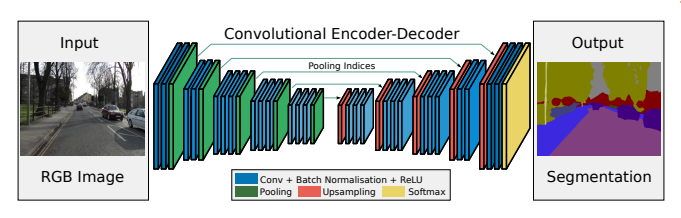 Input
RGB Image
Convolutional Encoder-Decoder
Pooling Indices
Conv + Batch Normalisation + ReLU
Pooling
Upsampling
Softmax
Output
Segmentation